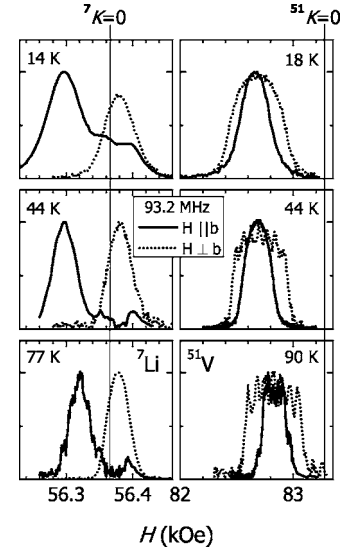 ⁷K=0 ⁵¹K=0
14 K 18 K
44 K 44 K
93.2 MHz
H ||b
H ⊥ b
77 K ⁷Li ⁵¹V 90 K
56.3 56.4 82 83
H (kOe)